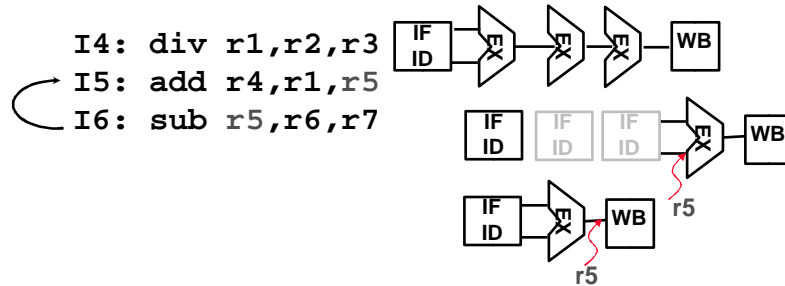 I4: div r1,r2,r3
I5: add r4,r1,r5
I6: sub r5,r6,r7
IF
ID
EX
EX
EX
WB
IF
ID
IF
ID
IF
ID
EX
WB
r5
IF
ID
EX
WB
r5